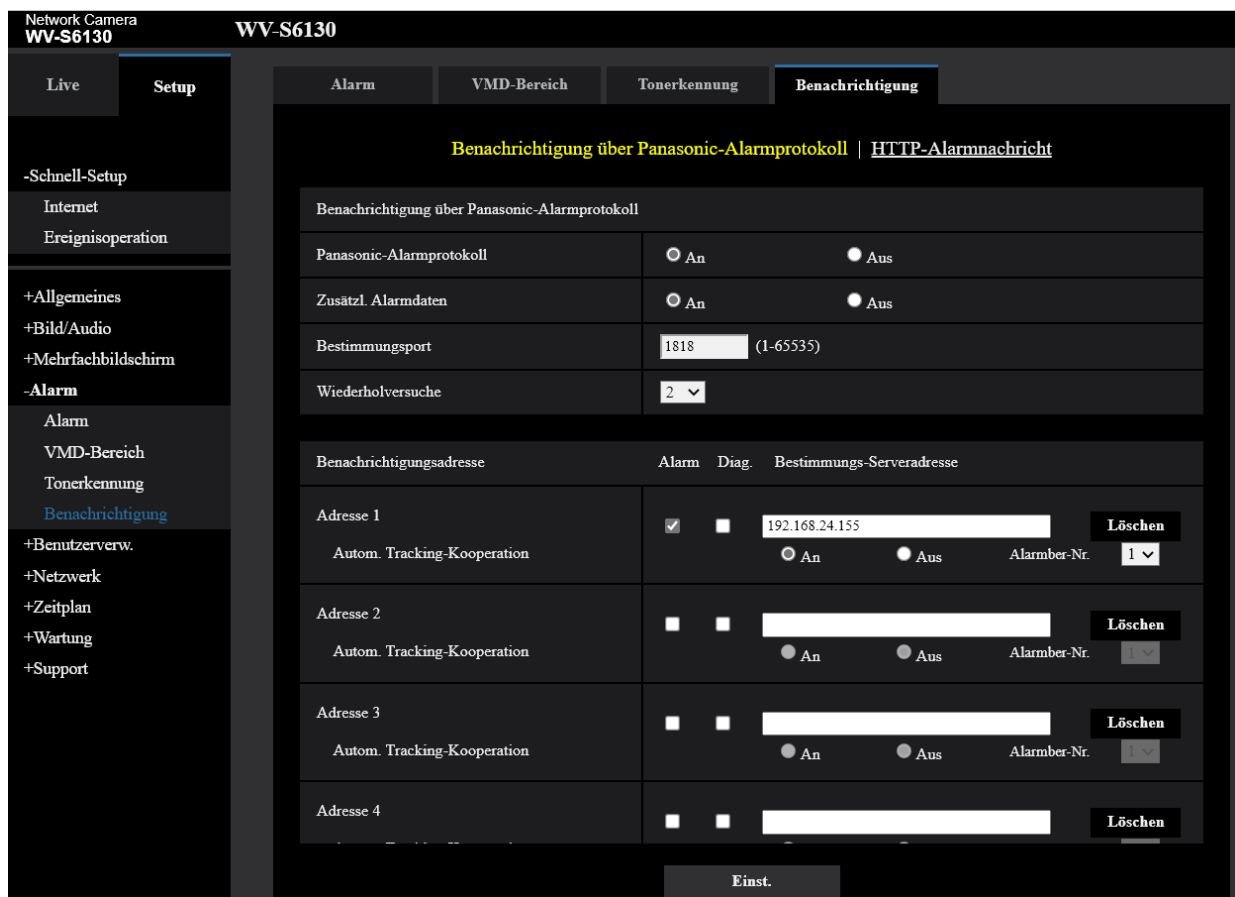 Network Camera
WV-S6130
WV-S6130
Live
Setup
Alarm
VMD-Bereich
Tonerkennung
Benachrichtigung
Benachrichtigung über Panasonic-Alarmprotokoll | HTTP-Alarmnachricht
-Schnell-Setup
Internet
Ereignisoperation
+Allgemeines
+Bild/Audio
+Mehrfachbildschirm
-Alarm
Alarm
VMD-Bereich
Tonerkennung
Benachrichtigung
+Benutzerverw.
+Netzwerk
+Zeitplan
+Wartung
+Support
Benachrichtigung über Panasonic-Alarmprotokoll
Panasonic-Alarmprotokoll An Aus
Zusätzl. Alarmdaten An Aus
Bestimmungsport 1818 (1-65535)
Wiederholversuche 2
Benachrichtigungsadresse Alarm Diag. Bestimmungs-Serveradresse
Adresse 1 192.168.24.155 Löschen
Autom. Tracking-Kooperation An Aus Alarmber-Nr. 1
Adresse 2 Löschen
Autom. Tracking-Kooperation An Aus Alarmber-Nr. 1
Adresse 3 Löschen
Autom. Tracking-Kooperation An Aus Alarmber-Nr. 1
Adresse 4 Löschen
Einst.